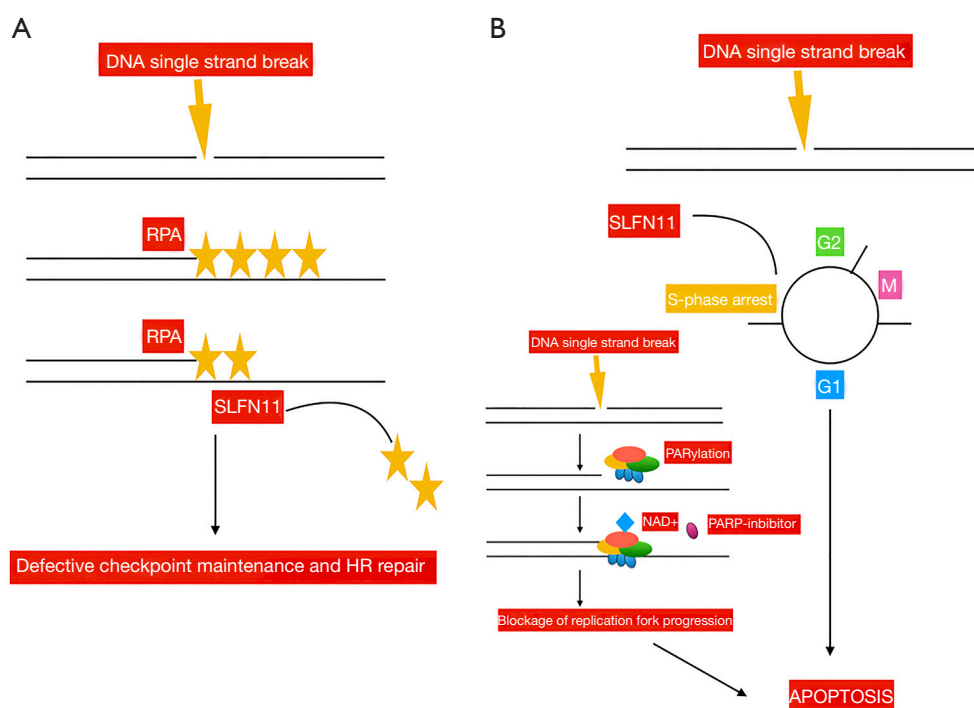 A
DNA single strand break
RPA
RPA
SLFN11
Defective checkpoint maintenance and HR repair
B
DNA single strand break
SLFN11
G2
M
S-phase arrest
G1
DNA single strand break
PARylation
NAD+
PARP-inbibitor
Blockage of replication fork progression
APOPTOSIS